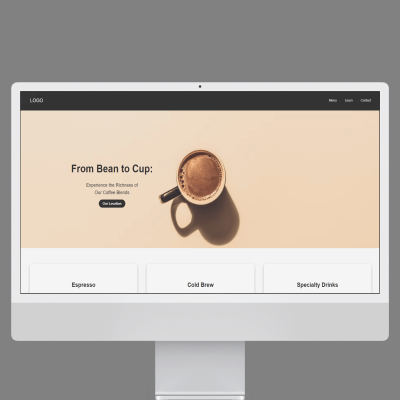 LOGO
Menu Learn Contact
From Bean to Cup:
Experience the Richness of
Our Coffee Blends
Our Location
Espresso Cold Brew Specialty Drinks